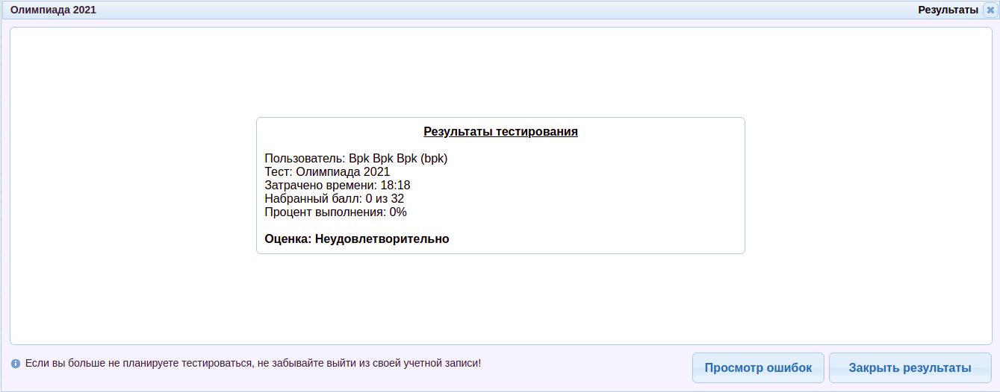 Олимпиада 2021
Результаты
Результаты тестирования
Пользователь: Bpk Bpk Bpk (bpk)
Тест: Олимпиада 2021
Затрачено времени: 18:18
Набранный балл: 0 из 32
Процент выполнения: 0%
Оценка: Неудовлетворительно
Если вы больше не планируете тестироваться, не забывайте выйти из своей учетной записи!
Просмотр ошибок
Закрыть результаты